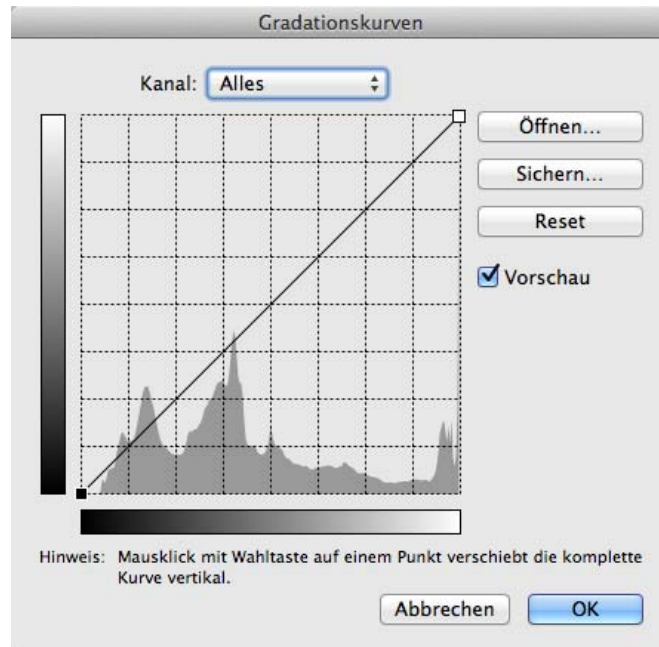 Gradationskurven
Kanal: Alles
Öffnen...
Sichern...
Reset
Vorschau
Hinweis: Mausklick mit Wahltaste auf einem Punkt verschiebt die komplette
Kurve vertikal.
Abbrechen OK